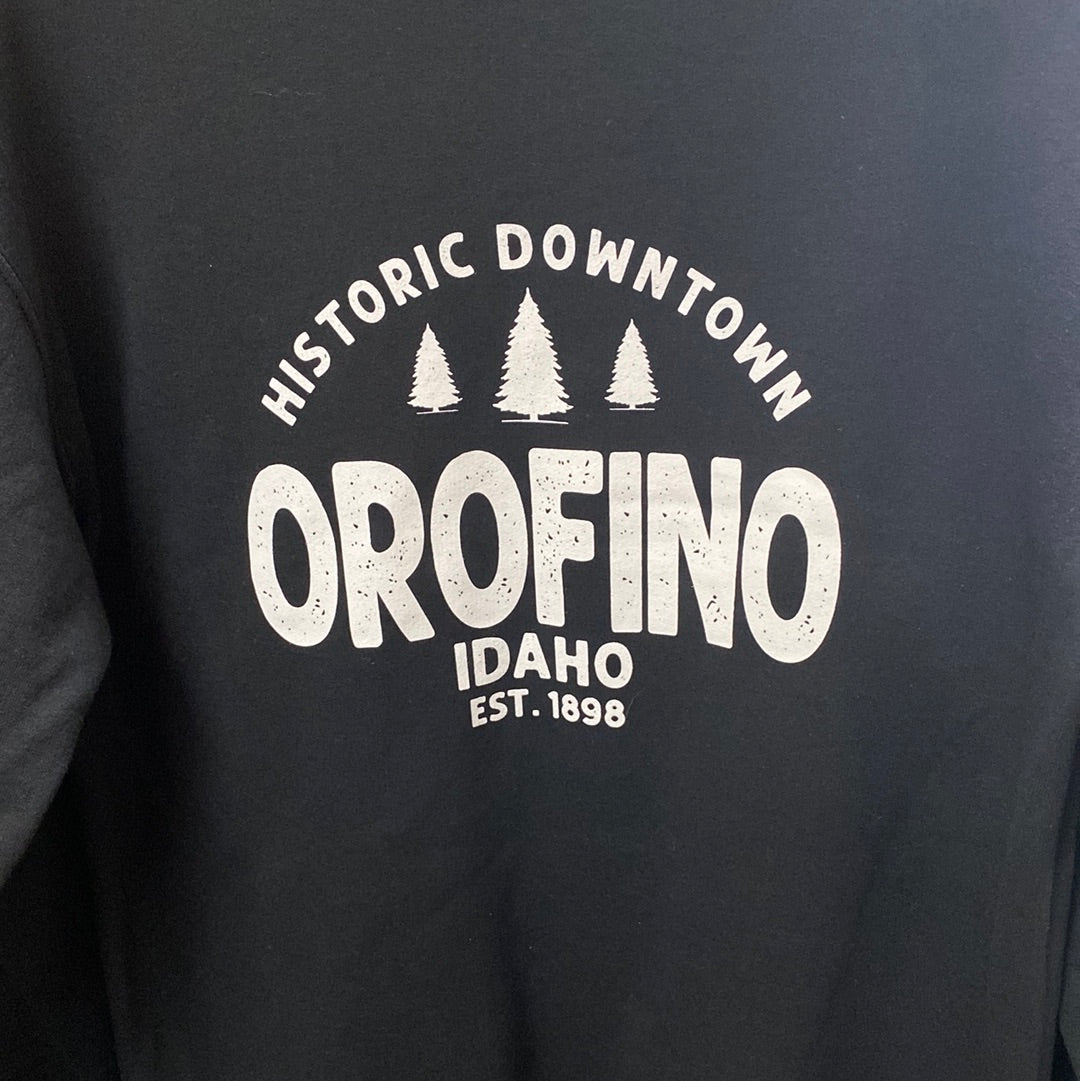 HISTORIC DOWNTOWN
OROFINO
IDAHO
EST. 1898